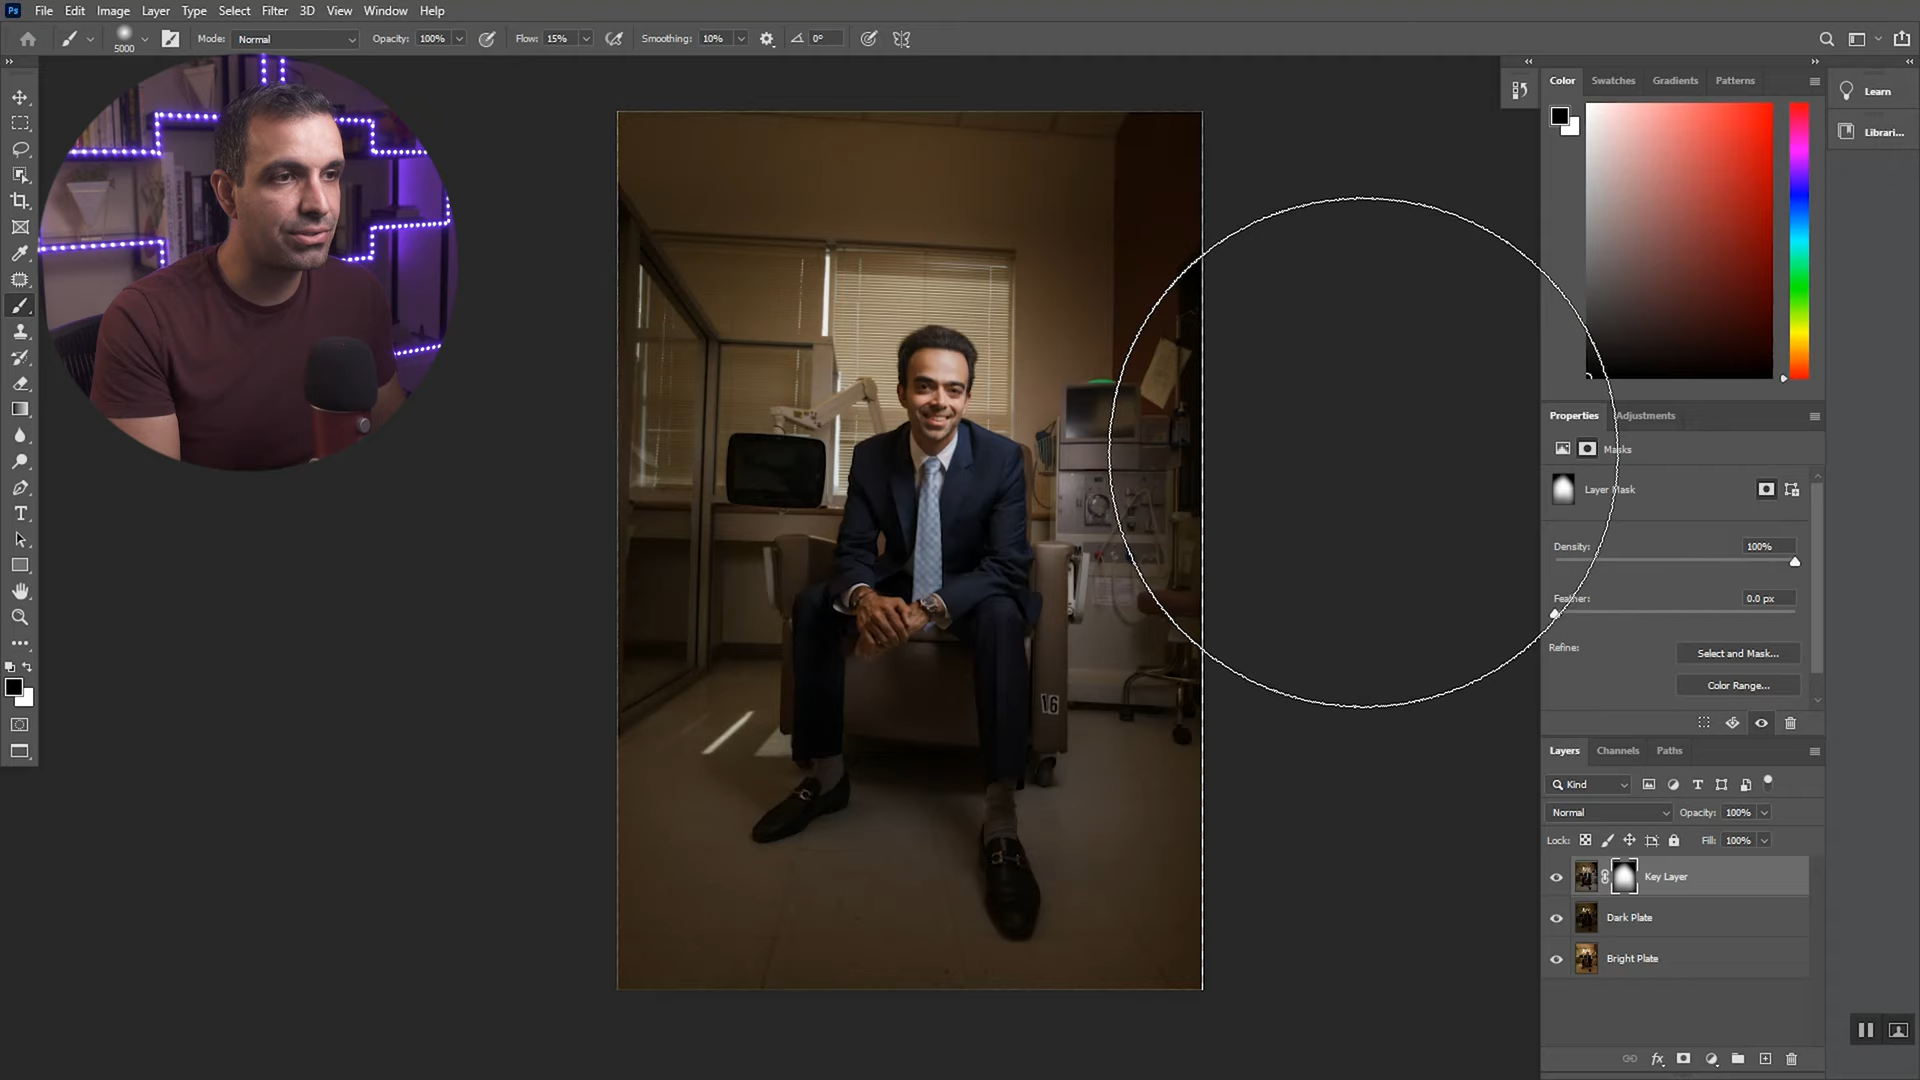 Ps File Edit Image Layer Type Select Filter 3D View Window Help
5000 Mode: Normal Opacity: 100% Flow: 15% Smoothing: 10% 0°
Color Swatches Gradients Patterns
Learn
Librari...
Properties Adjustments
Masks
Layer Mask
Density: 100%
Feather: 0.0 px
Refine:
Select and Mask...
Color Range...
16
Layers Channels Paths
Kind
Normal Opacity: 100%
Lock: Fill: 100%
fx Key Layer
Dark Plate
Bright Plate
fx